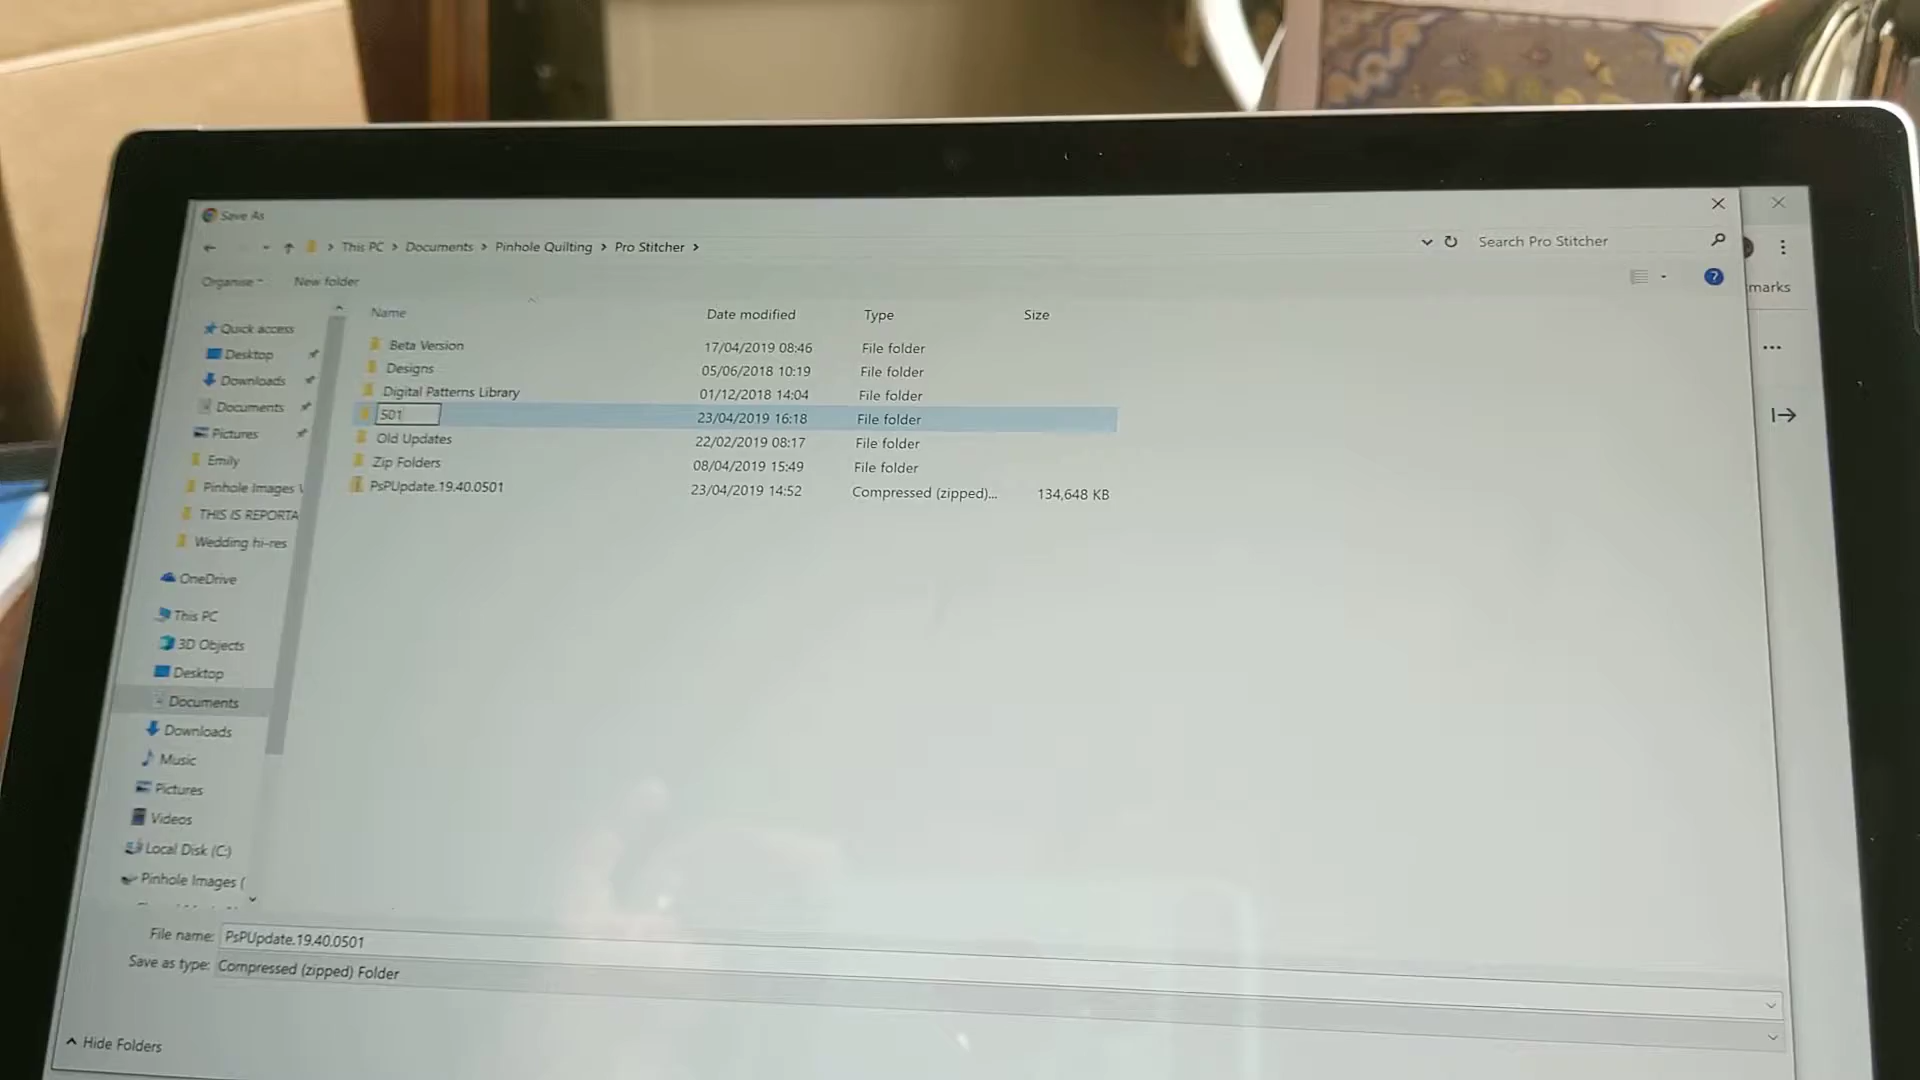 Save As
This PC > Documents > Pinhole Quilting > Pro Stitcher >
Search Pro Stitcher
Organise
New folder
marks
Name Date modified Type Size
Beta Version 17/04/2019 08:46 File folder
Designs 05/06/2018 10:19 File folder
Digital Patterns Library 01/12/2018 14:04 File folder
501 23/04/2019 16:18 File folder
Old Updates 22/02/2019 08:17 File folder
Zip Folders 08/04/2019 15:49 File folder
PsPUpdate.19.40.0501 23/04/2019 14:52 Compressed (zipped)... 134,648 KB
Quick access
Desktop
Downloads
Documents
Pictures
Emily
Pinhole Images
THIS IS REPORTA
Wedding hi-res
OneDrive
This PC
3D Objects
Desktop
Documents
Downloads
Music
Pictures
Videos
Local Disk (C:)
Pinhole Images (
File name: PsPUpdate.19.40.0501
Save as type: Compressed (zipped) Folder
Hide Folders